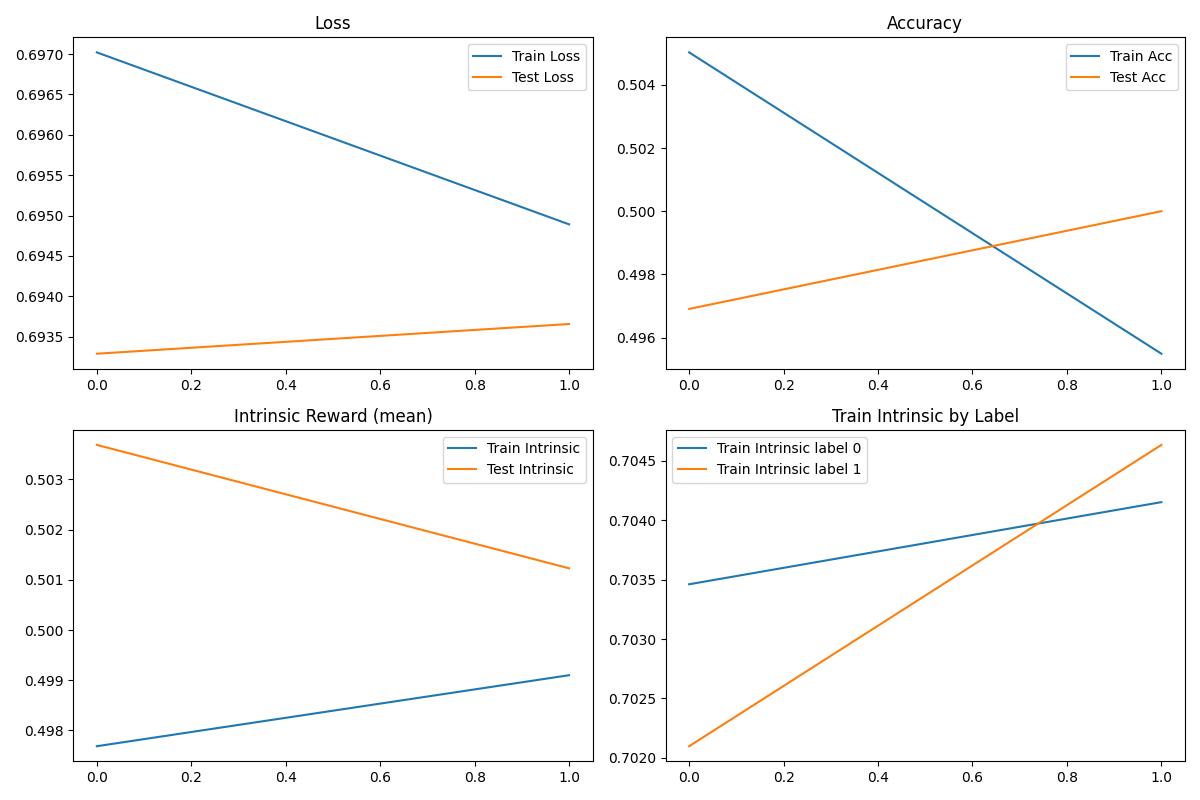 Loss
0.6970
0.6965
0.6960
0.6955
0.6950
0.6945
0.6940
0.6935
0.0 0.2 0.4 0.6 0.8 1.0
Train Loss
Test Loss
Accuracy
0.504
0.502
0.500
0.498
0.496
0.0 0.2 0.4 0.6 0.8 1.0
Train Acc
Test Acc
Intrinsic Reward (mean)
0.503
0.502
0.501
0.500
0.499
0.498
0.0 0.2 0.4 0.6 0.8 1.0
Train Intrinsic
Test Intrinsic
Train Intrinsic by Label
0.7045
0.7040
0.7035
0.7030
0.7025
0.7020
0.0 0.2 0.4 0.6 0.8 1.0
Train Intrinsic label 0
Train Intrinsic label 1